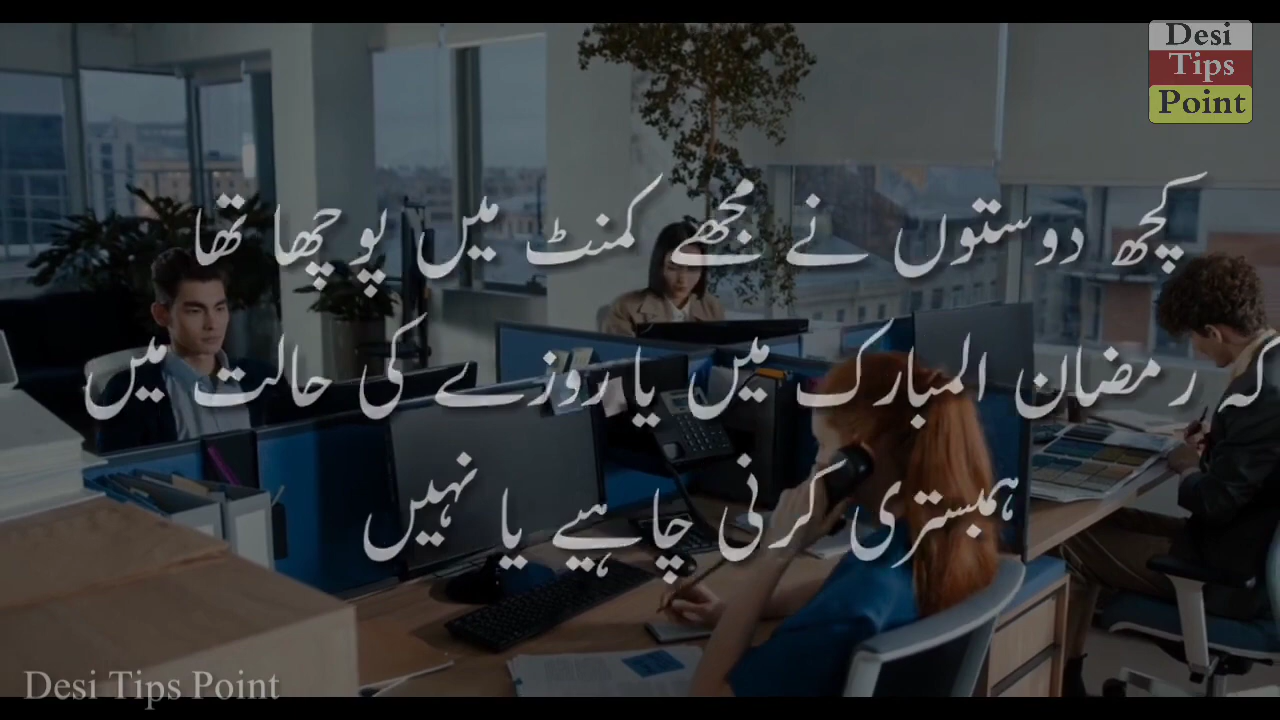 Desi
Tips
Point
کچھ دوستوں نے مجھے کمنٹ میں پوچھا تھا
کہ رمضان المبارک میں یا روزے کی حالت میں
ہمبستری کرنی چاہیے یا نہیں
Desi Tips Point